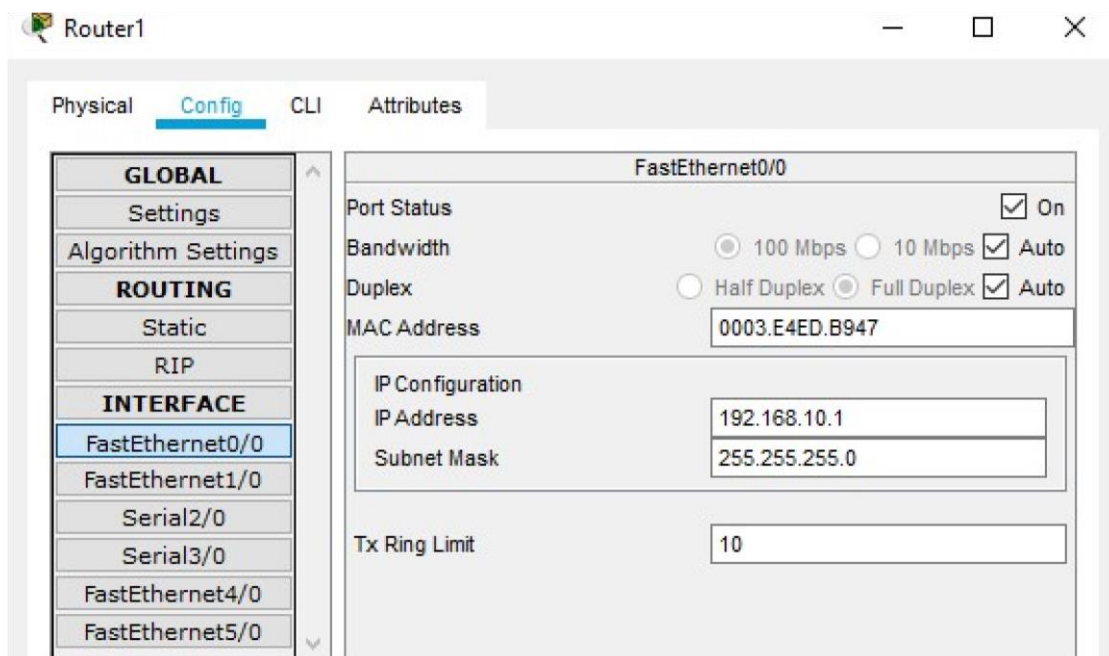 Router1
Physical Config CLI Attributes
GLOBAL
Settings
Algorithm Settings
ROUTING
Static
RIP
INTERFACE
FastEthernet0/0
FastEthernet1/0
Serial2/0
Serial3/0
FastEthernet4/0
FastEthernet5/0
FastEthernet0/0
Port Status On
Bandwidth 100 Mbps 10 Mbps Auto
Duplex Half Duplex Full Duplex Auto
MAC Address 0003.E4ED.B947
IP Configuration
IP Address 192.168.10.1
Subnet Mask 255.255.255.0
Tx Ring Limit 10